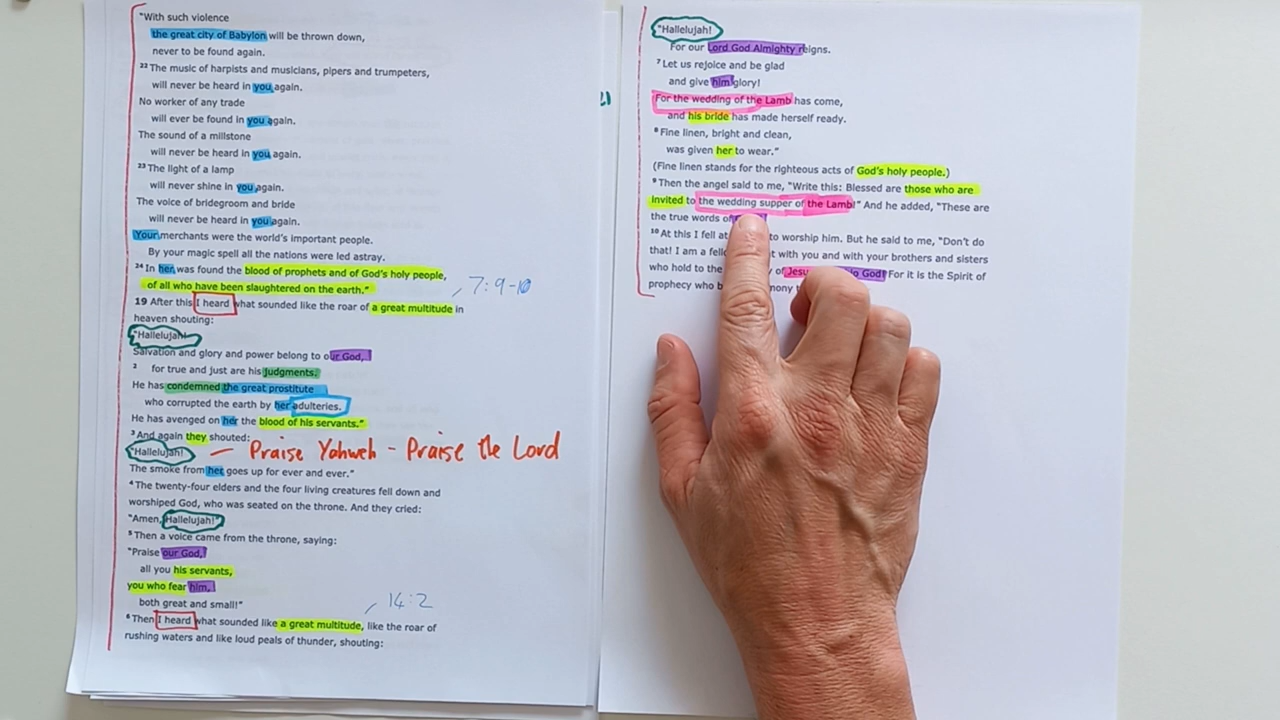 "With such violence
the great city of Babylon will be thrown down,
never to be found again.
22 The music of harpists and musicians, pipers and trumpeters,
will never be heard in you again.
No worker of any trade
will ever be found in you again.
The sound of a millstone
will never be heard in you again.
23 The light of a lamp
will never shine in you again.
The voice of bridegroom and bride
will never be heard in you again.
Your merchants were the world's important people.
By your magic spell all the nations were led astray.
24 In her was found the blood of prophets and of God's holy people,
of all who have been slaughtered on the earth."
7:9-10
19 After this I heard what sounded like the roar of a great multitude in
heaven shouting:
"Hallelujah!
Salvation and glory and power belong to our God,
2 for true and just are his judgments.
He has condemned the great prostitute
who corrupted the earth by her adulteries.
He has avenged on her the blood of his servants."
3 And again they shouted:
"Hallelujah! – Praise Yahweh - Praise the Lord
The smoke from her goes up for ever and ever."
4 The twenty-four elders and the four living creatures fell down and
worshiped God, who was seated on the throne. And they cried:
"Amen, Hallelujah!"
5 Then a voice came from the throne, saying:
"Praise our God,
all you his servants,
you who fear him,
both great and small!"
14:2
6 Then I heard what sounded like a great multitude, like the roar of
rushing waters and like loud peals of thunder, shouting:
"Hallelujah!
For our Lord God Almighty reigns.
7 Let us rejoice and be glad
and give him glory!
For the wedding of the Lamb has come,
and his bride has made herself ready.
8 Fine linen, bright and clean,
was given her to wear."
(Fine linen stands for the righteous acts of God's holy people.)
9 Then the angel said to me, "Write this: Blessed are those who are
invited to the wedding supper of the Lamb!" And he added, "These are
the true words of
10 At this I fell at to worship him. But he said to me, "Don't do
that! I am a with you and with your brothers and sisters
who hold to the of to God! For it is the Spirit of
prophecy who